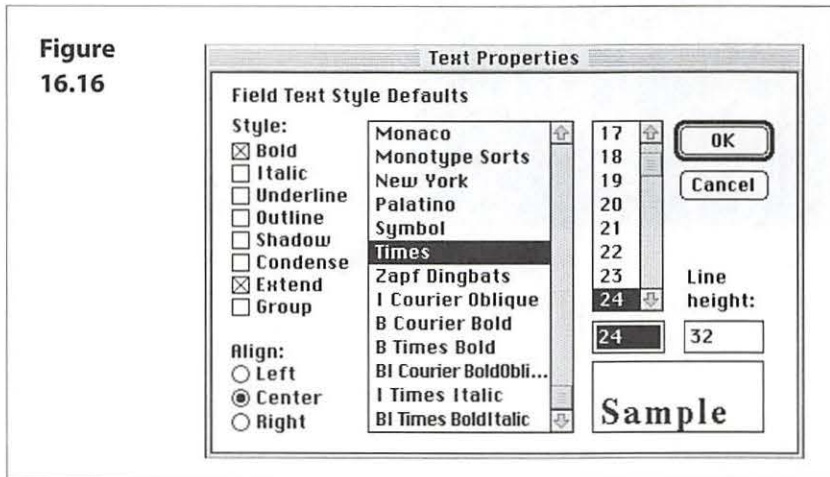 Figure
16.16
Text Properties
Field Text Style Defaults
Style:
Bold
Italic
Underline
Outline
Shadow
Condense
Extend
Group
Align:
Left
Center
Right
Monaco
Monotype Sorts
New York
Palatino
Symbol
Times
Zapf Dingbats
I Courier Oblique
B Courier Bold
B Times Bold
BI Courier BoldObli...
I Times Italic
BI Times BoldItalic
17
18
19
20
21
22
23
24
24
OK
Cancel
Line
height:
32
Sample